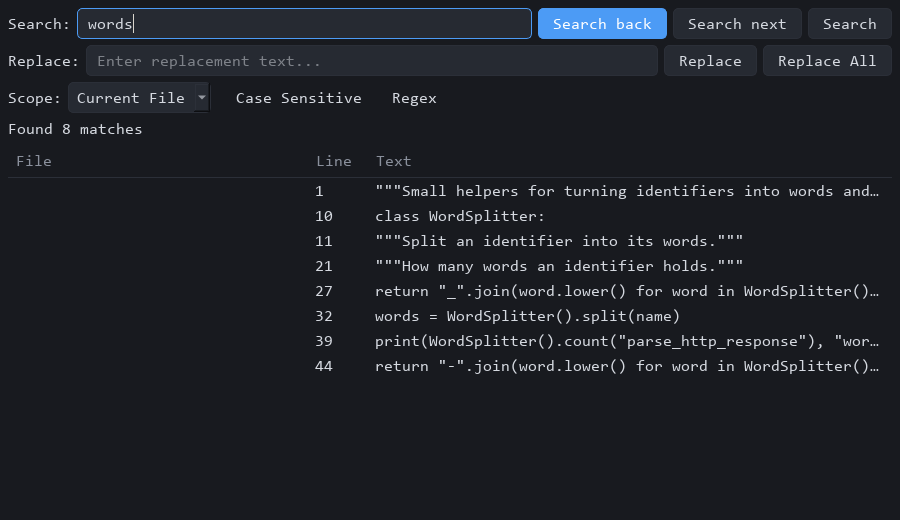 Search: words Search back Search next Search
Replace: Enter replacement text... Replace Replace All
Scope: Current File Case Sensitive Regex
Found 8 matches
File Line Text
1 """Small helpers for turning identifiers into words and…
10 class WordSplitter:
11 """Split an identifier into its words."""
21 """How many words an identifier holds."""
27 return "_".join(word.lower() for word in WordSplitter()…
32 words = WordSplitter().split(name)
39 print(WordSplitter().count("parse_http_response"), "wor…
44 return "-".join(word.lower() for word in WordSplitter()…